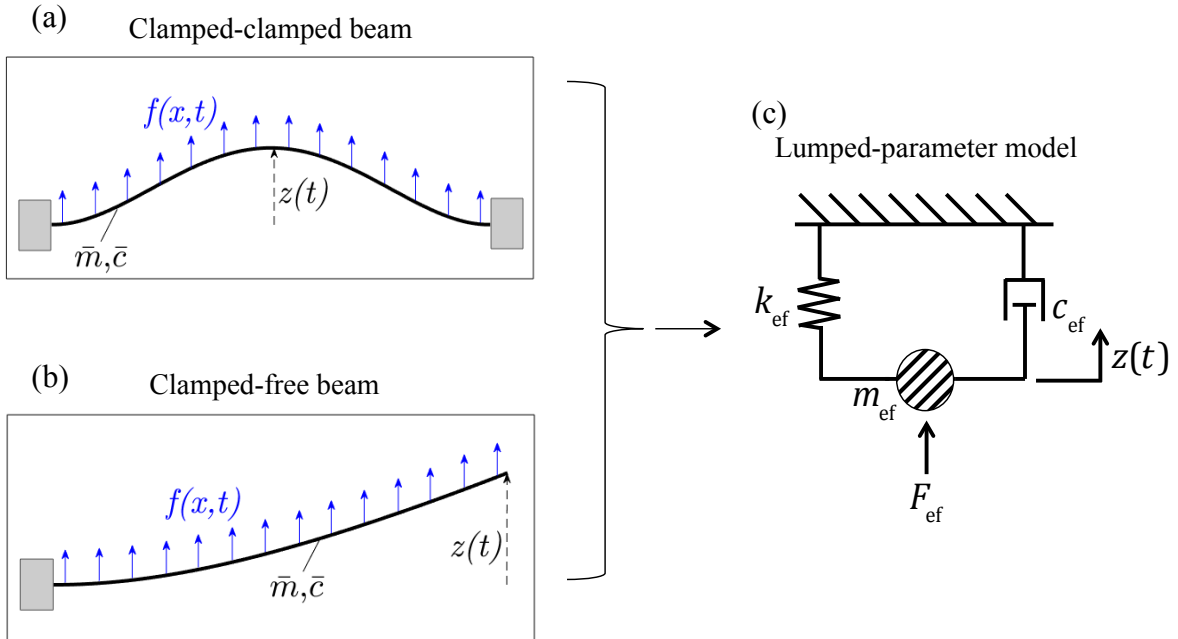 (a)
Clamped-clamped beam
f(x,t)
z(t)
m̄,c̄
(b)
Clamped-free beam
f(x,t)
z(t)
m̄,c̄
(c)
Lumped-parameter model
k_ef
c_ef
z(t)
m_ef
F_ef